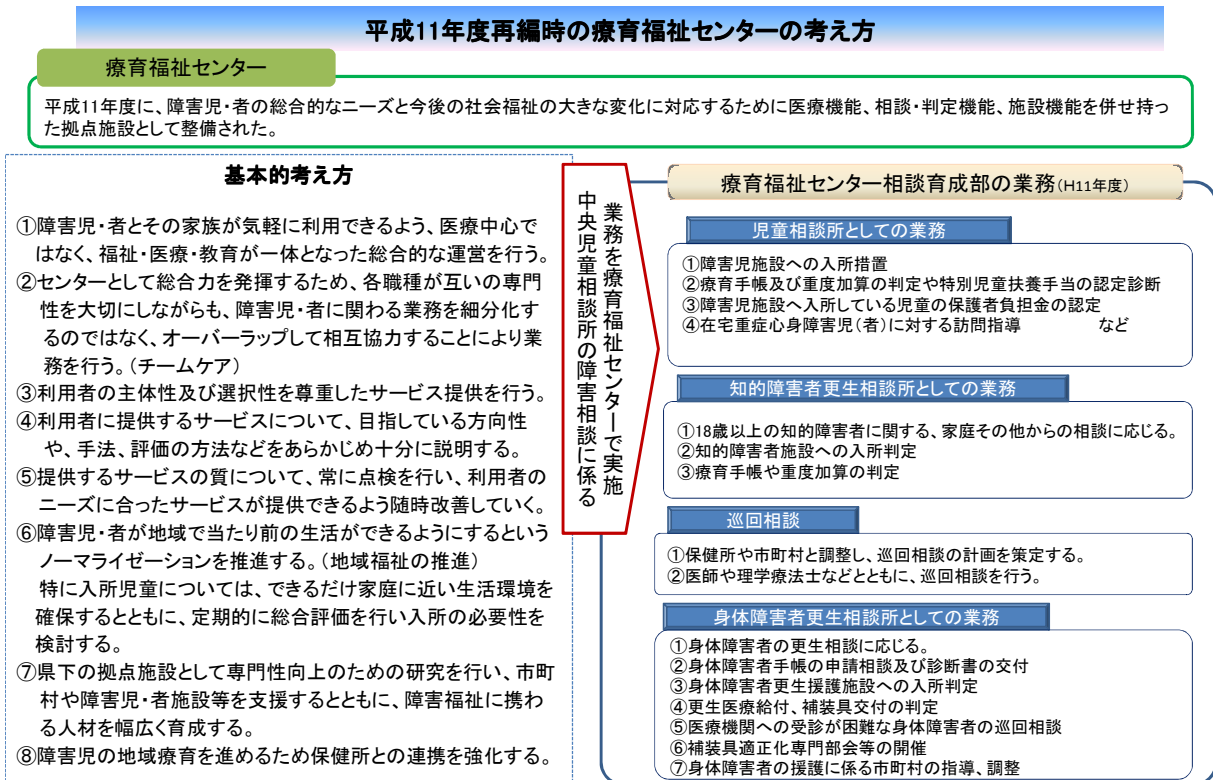 平成11年度再編時の療育福祉センターの考え方
療育福祉センター
平成11年度に、障害児・者の総合的なニーズと今後の社会福祉の大きな変化に対応するために医療機能、相談・判定機能、施設機能を併せ持っ
た拠点施設として整備された。
基本的考え方
①障害児・者とその家族が気軽に利用できるよう、医療中心で
はなく、福祉・医療・教育が一体となった総合的な運営を行う。
②センターとして総合力を発揮するため、各職種が互いの専門
性を大切にしながらも、障害児・者に関わる業務を細分化す
るのではなく、オーバーラップして相互協力することにより業
務を行う。(チームケア)
③利用者の主体性及び選択性を尊重したサービス提供を行う。
④利用者に提供するサービスについて、目指している方向性
や、手法、評価の方法などをあらかじめ十分に説明する。
⑤提供するサービスの質について、常に点検を行い、利用者の
ニーズに合ったサービスが提供できるよう随時改善していく。
⑥障害児・者が地域で当たり前の生活ができるようにするという
ノーマライゼーションを推進する。(地域福祉の推進)
特に入所児童については、できるだけ家庭に近い生活環境を
確保するとともに、定期的に総合評価を行い入所の必要性を
検討する。
⑦県下の拠点施設として専門性向上のための研究を行い、市町
村や障害児・者施設等を支援するとともに、障害福祉に携わ
る人材を幅広く育成する。
⑧障害児の地域療育を進めるため保健所との連携を強化する。
中央児童相談所の障害相談に係る
業務を療育福祉センターで実施
療育福祉センター相談育成部の業務(H11年度)
児童相談所としての業務
①障害児施設への入所措置
②療育手帳及び重度加算の判定や特別児童扶養手当の認定診断
③障害児施設へ入所している児童の保護者負担金の認定
④在宅重症心身障害児(者)に対する訪問指導 など
知的障害者更生相談所としての業務
①18歳以上の知的障害者に関する、家庭その他からの相談に応じる。
②知的障害者施設への入所判定
③療育手帳や重度加算の判定
巡回相談
①保健所や市町村と調整し、巡回相談の計画を策定する。
②医師や理学療法士などとともに、巡回相談を行う。
身体障害者更生相談所としての業務
①身体障害者の更生相談に応じる。
②身体障害者手帳の申請相談及び診断書の交付
③身体障害者更生援護施設への入所判定
④更生医療給付、補装具交付の判定
⑤医療機関への受診が困難な身体障害者の巡回相談
⑥補装具適正化専門部会等の開催
⑦身体障害者の援護に係る市町村の指導、調整